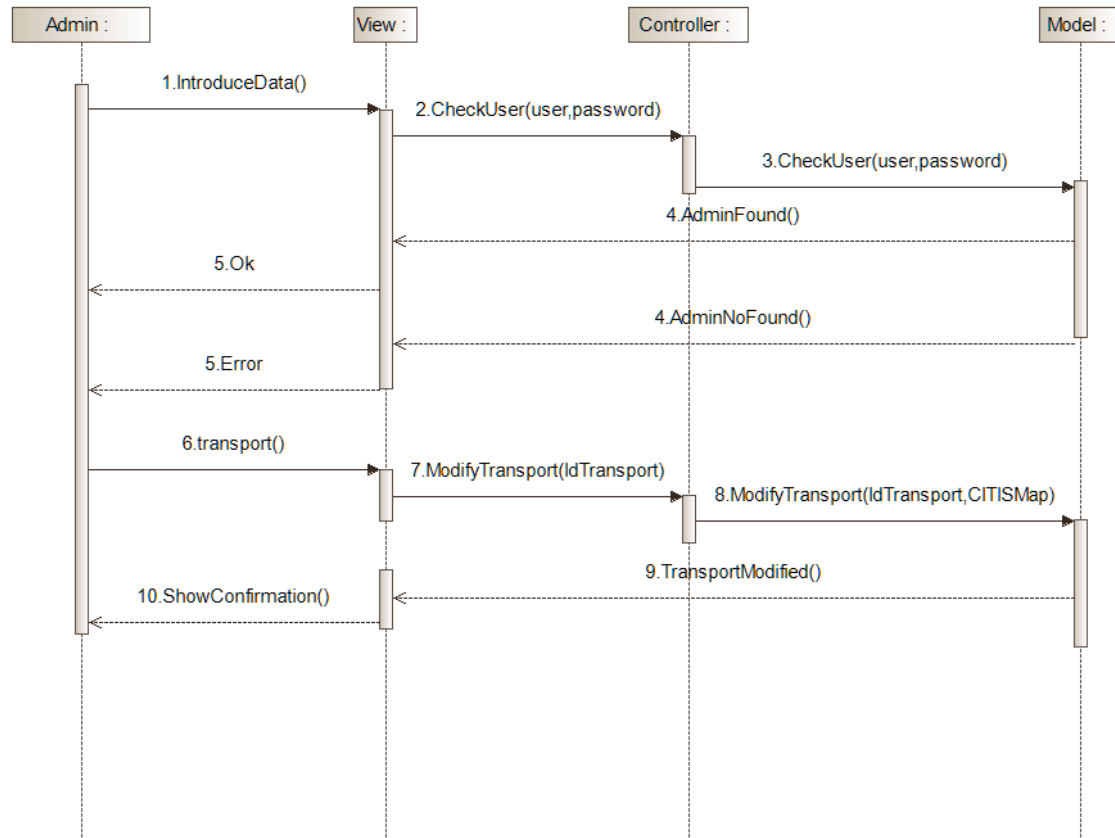 Admin :
View :
Controller :
Model :
1.IntroduceData()
2.CheckUser(user,password)
3.CheckUser(user,password)
4.AdminFound()
5.Ok
4.AdminNoFound()
5.Error
6.transport()
7.ModifyTransport(IdTransport)
8.ModifyTransport(IdTransport,CITISMap)
9.TransportModified()
10.ShowConfirmation()